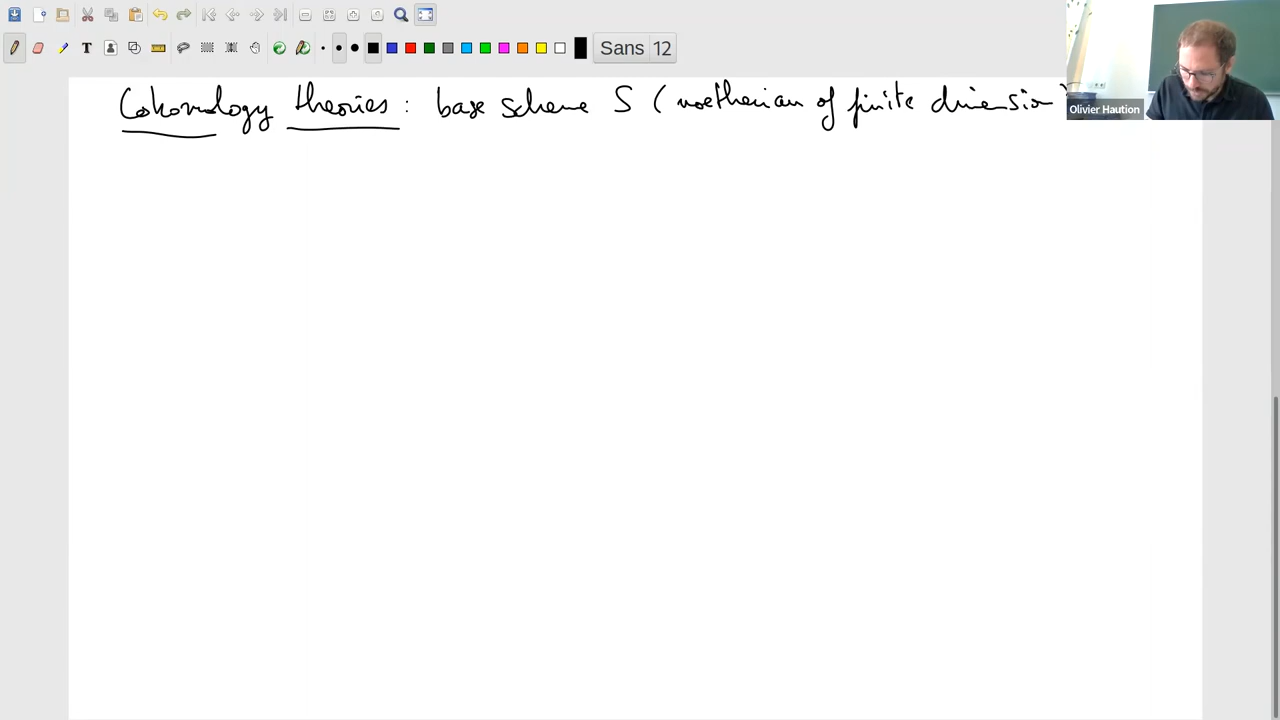 Sans 12
Cohomology theories : base scheme S (noetherian of finite dimension)
Olivier Haution